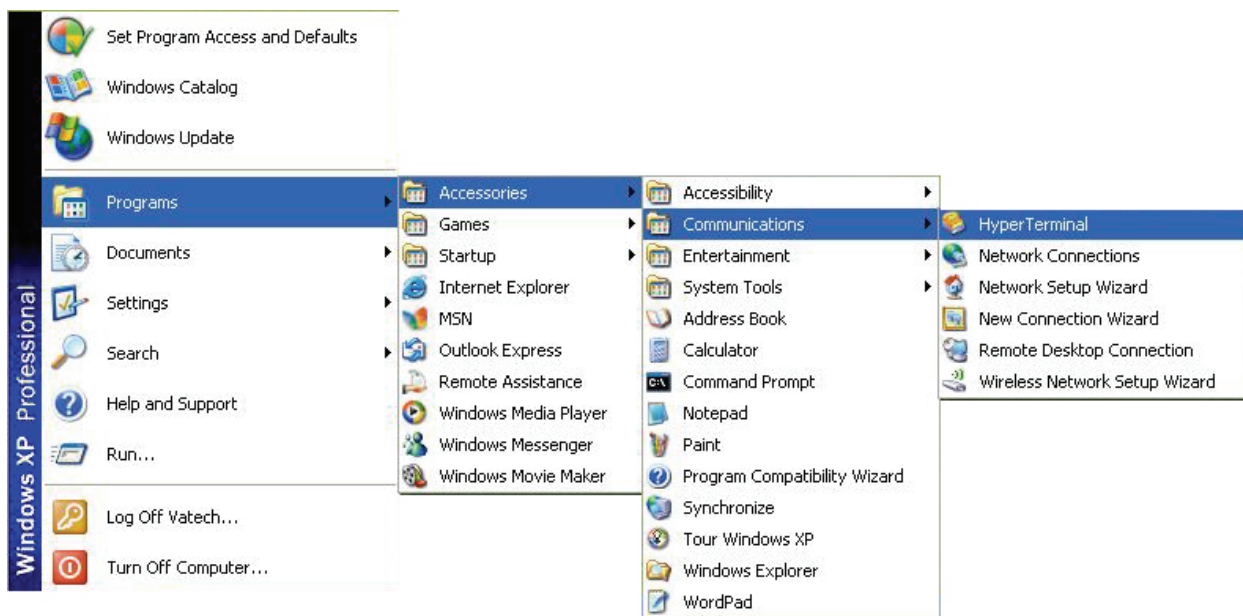 Windows XP Professional
Set Program Access and Defaults
Windows Catalog
Windows Update
Programs
Documents
Settings
Search
Help and Support
Run...
Log Off Vatech...
Turn Off Computer...
Accessories
Games
Startup
Internet Explorer
MSN
Outlook Express
Remote Assistance
Windows Media Player
Windows Messenger
Windows Movie Maker
Accessibility
Communications
Entertainment
System Tools
Address Book
Calculator
Command Prompt
Notepad
Paint
Program Compatibility Wizard
Synchronize
Tour Windows XP
Windows Explorer
WordPad
HyperTerminal
Network Connections
Network Setup Wizard
New Connection Wizard
Remote Desktop Connection
Wireless Network Setup Wizard